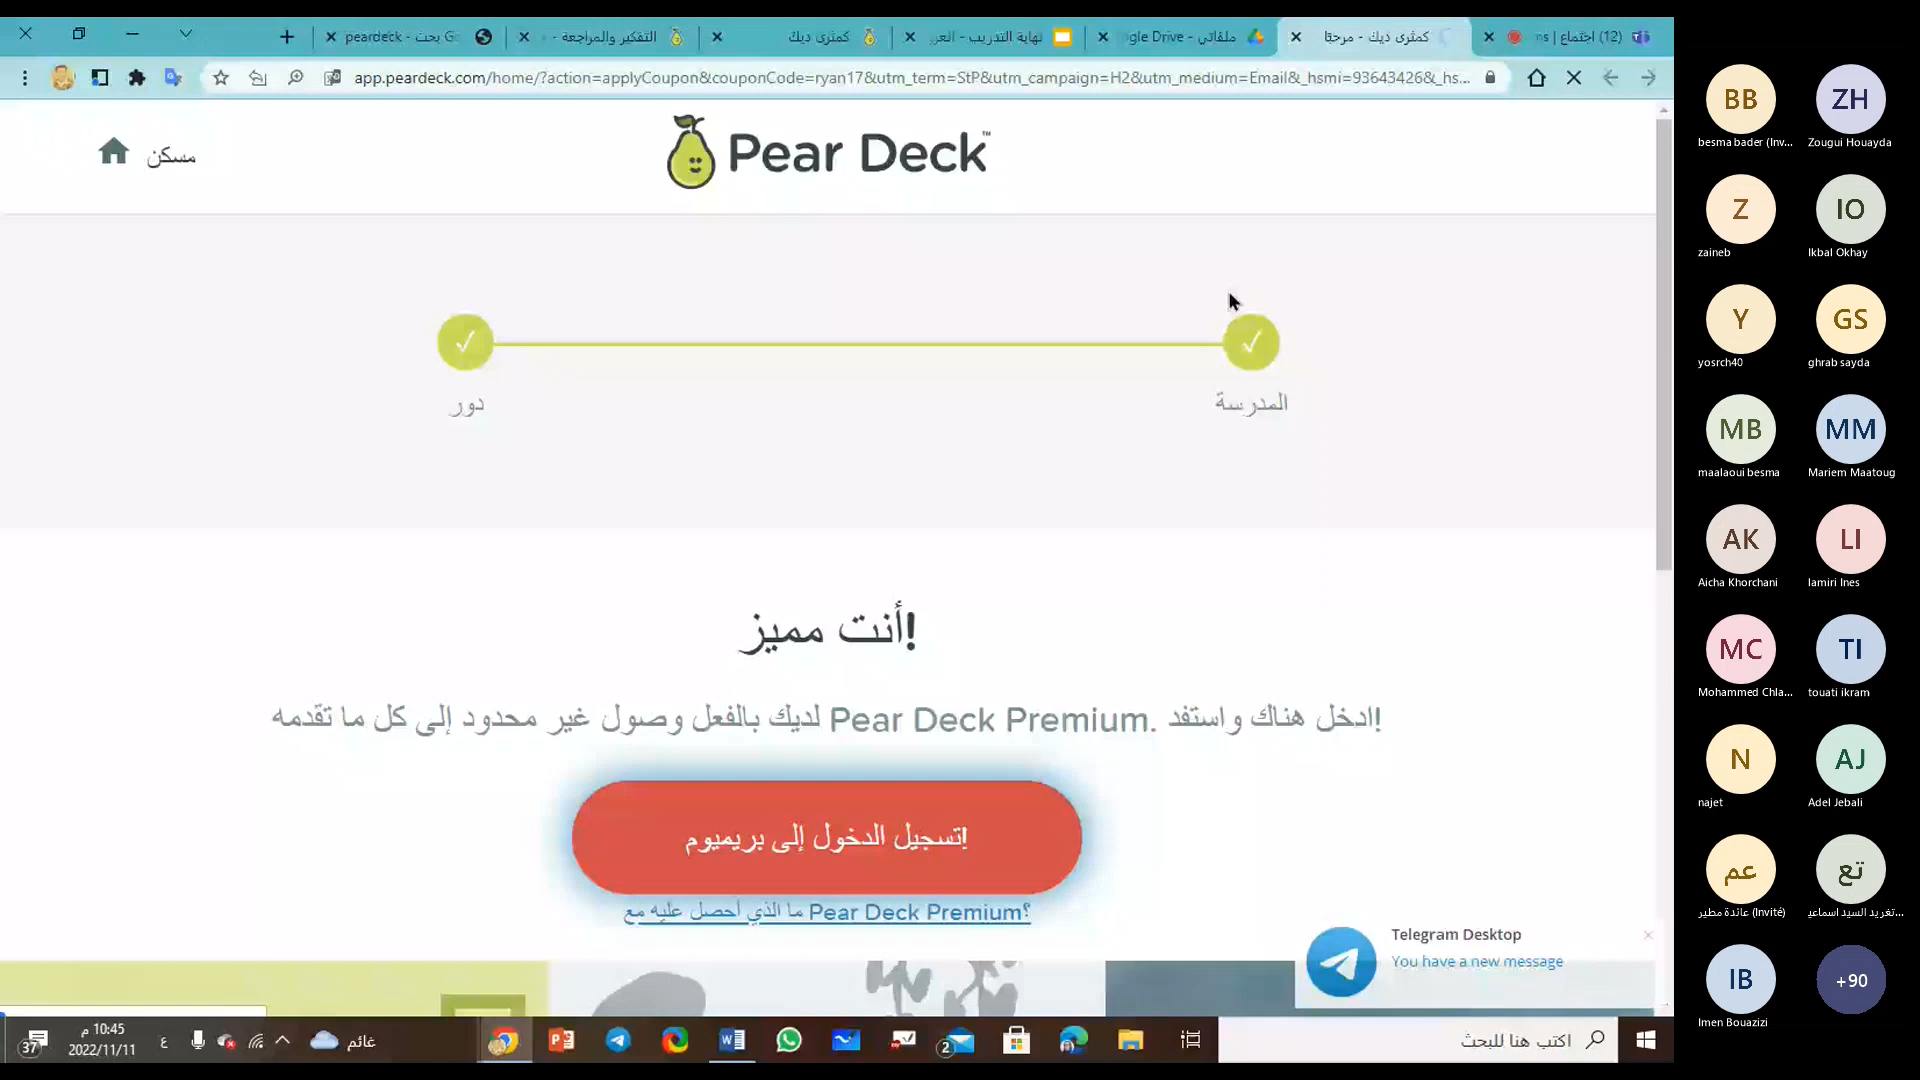 (12) اجتماع | ns
كمثرى ديك - مرحبًا
ملفاتي - gle Drive
نهاية التدريب - العر
كمثرى ديك
التفكير والمراجعة -
peardeck - بحث Go
app.peardeck.com/home/?action=applyCoupon&couponCode=ryan17&utm_term=StP&utm_campaign=H2&utm_medium=Email&_hsmi=93643426&_hs...
مسكن
Pear Deck™
المدرسة
دور
أنت مميز!
لديك بالفعل وصول غير محدود إلى كل ما تقدمه Pear Deck Premium. ادخل هناك واستفد!
تسجيل الدخول إلى بريميوم!
ما الذي أحصل عليه مع Pear Deck Premium؟
Telegram Desktop
You have a new message
اكتب هنا للبحث
2
غائم
ع
10:45 م
2022/11/11
37
BB
besma bader (Inv...
ZH
Zougui Houayda
Z
zaineb
IO
Ikbal Okhay
Y
yosrch40
GS
ghrab sayda
MB
maalaoui besma
MM
Mariem Maatoug
AK
Aicha Khorchani
LI
lamiri Ines
MC
Mohammed Chla...
TI
touati ikram
N
najet
AJ
Adel Jebali
عم
عائدة مطير (Invité)
تع
تغريد السيد اسماعيـ...
IB
Imen Bouazizi
+90